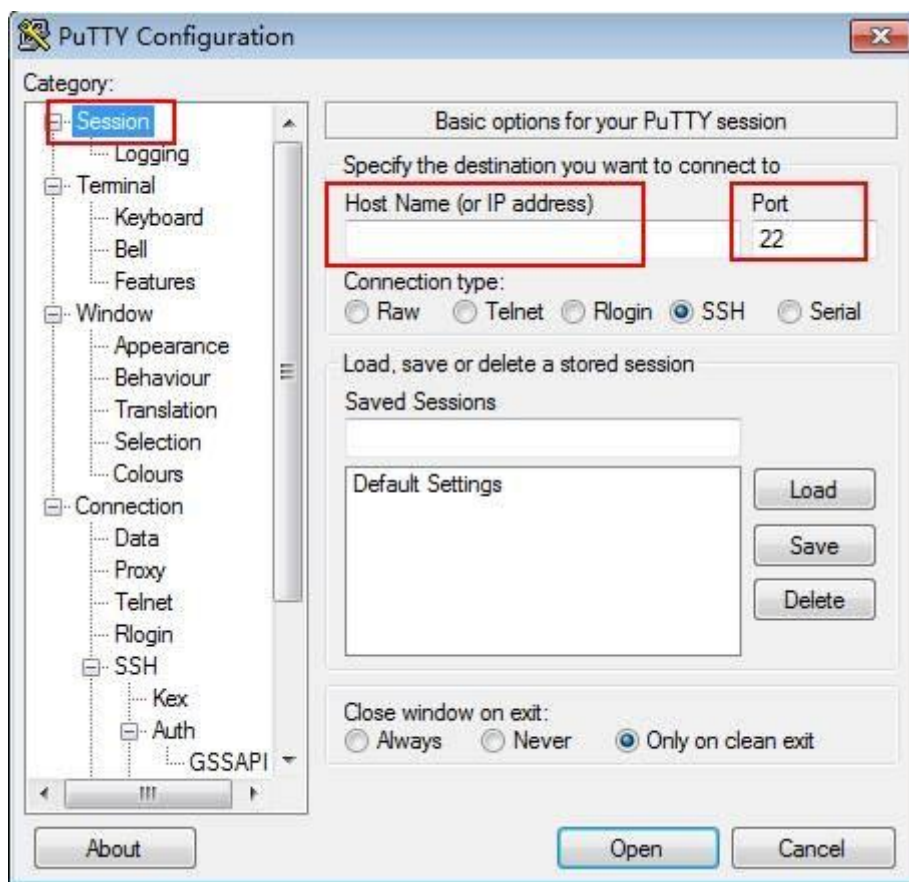 PuTTY Configuration
Category:
Session
Logging
Terminal
Keyboard
Bell
Features
Window
Appearance
Behaviour
Translation
Selection
Colours
Connection
Data
Proxy
Telnet
Rlogin
SSH
Kex
Auth
GSSAPI
Basic options for your PuTTY session
Specify the destination you want to connect to
Host Name (or IP address) Port
22
Connection type:
Raw Telnet Rlogin SSH Serial
Load, save or delete a stored session
Saved Sessions
Default Settings
Load
Save
Delete
Close window on exit:
Always Never Only on clean exit
About Open Cancel